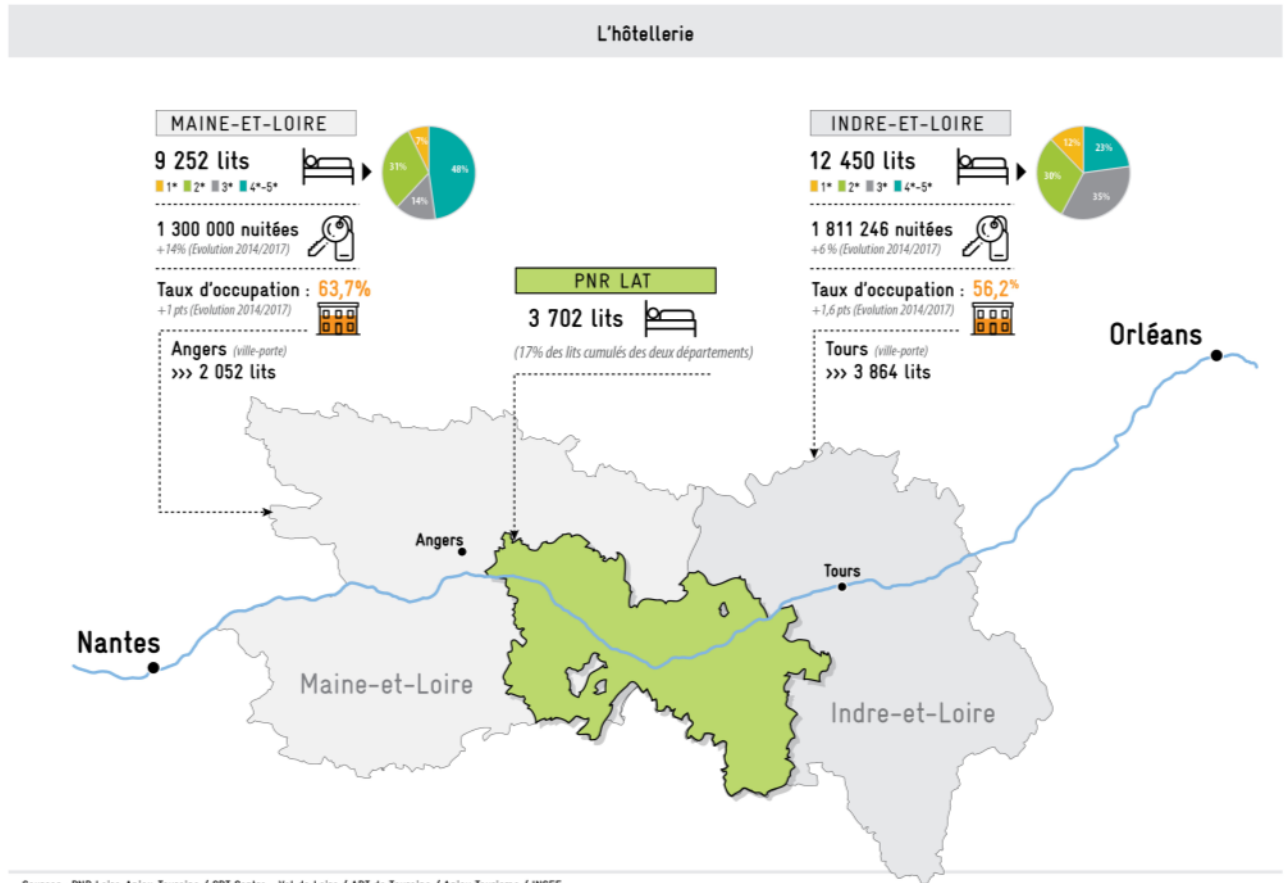 L'hôtellerie
MAINE-ET-LOIRE
9 252 lits
1* 2* 3* 4*-5*
7%
31%
48%
14%
1 300 000 nuitées
+14% (Evolution 2014/2017)
Taux d'occupation : 63,7%
+1 pts (Evolution 2014/2017)
Angers (ville-porte)
››› 2 052 lits
PNR LAT
3 702 lits
(17% des lits cumulés des deux départements)
INDRE-ET-LOIRE
12 450 lits
1* 2* 3* 4*-5*
12%
23%
30%
35%
1 811 246 nuitées
+6 % (Evolution 2014/2017)
Taux d'occupation : 56,2%
+1,6 pts (Evolution 2014/2017)
Tours (ville-porte)
››› 3 864 lits
Orléans
Angers
Tours
Nantes
Maine-et-Loire
Indre-et-Loire